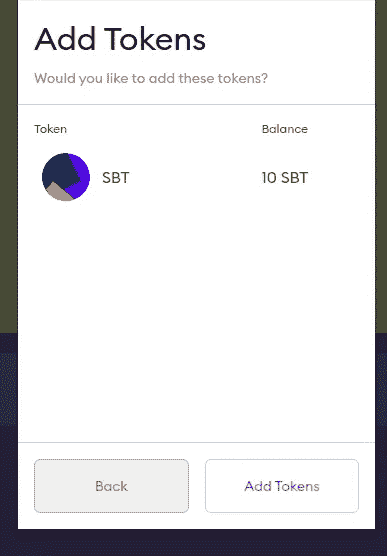 Add Tokens
Would you like to add these tokens?
Token Balance
SBT 10 SBT
Back Add Tokens